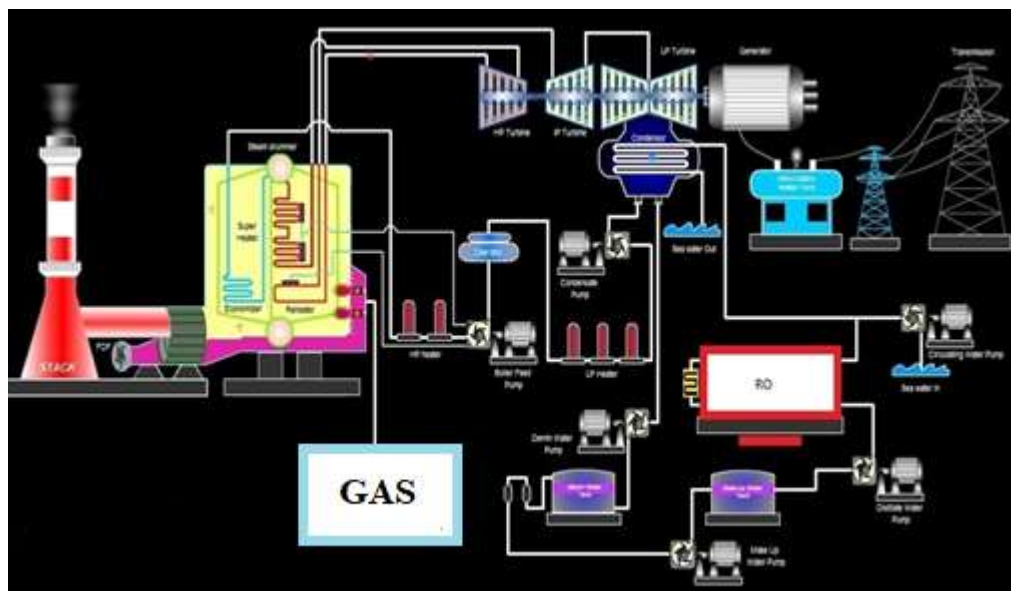 LP Turbine
Generator
Transmission
HP Turbine
IP Turbine
Condensor
Steam drummer
Super
Heater
Sea water Out
Condensate
Pump
Economizer
Reheater
FDF
HP heater
Boiler Feed
Pump
LP Heater
Circulating Water Pump
Sea water In
STACK
RO
Demin Water
Pump
GAS
Destilate Water
Pump
Make Up
Water Pump